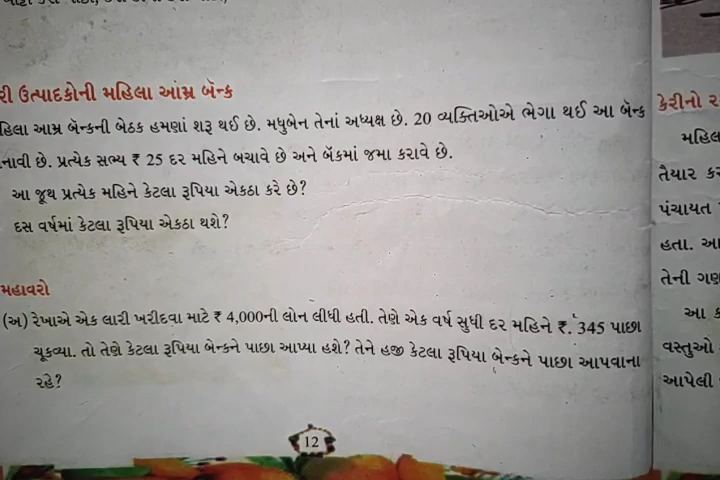 રી ઉત્પાદકોની મહિલા આમ્ર બૅન્ક
હિલા આમ્ર બૅન્કની બેઠક હમણાં શરૂ થઈ છે. મધુબેન તેનાં અધ્યક્ષ છે. 20 વ્યક્તિઓએ ભેગા થઈ આ બૅન્ક
નાવી છે. પ્રત્યેક સભ્ય ₹ 25 દર મહિને બચાવે છે અને બૅંકમાં જમા કરાવે છે.
આ જૂથ પ્રત્યેક મહિને કેટલા રૂપિયા એકઠા કરે છે?
દસ વર્ષમાં કેટલા રૂપિયા એકઠા થશે?
મહાવરો
(અ) રેખાએ એક લારી ખરીદવા માટે ₹ 4,000ની લોન લીધી હતી. તેણે એક વર્ષ સુધી દર મહિને ₹. 345 પાછા
ચૂકવ્યા. તો તેણે કેટલા રૂપિયા બેન્કને પાછા આપ્યા હશે? તેને હજી કેટલા રૂપિયા બેન્કને પાછા આપવાના
રહે?
12
કેરીનો
મહિલ
તૈયાર કર
પંચાયત
હતા. આ
તેની ગણ
આ ક
વસ્તુઓ
આપેલી